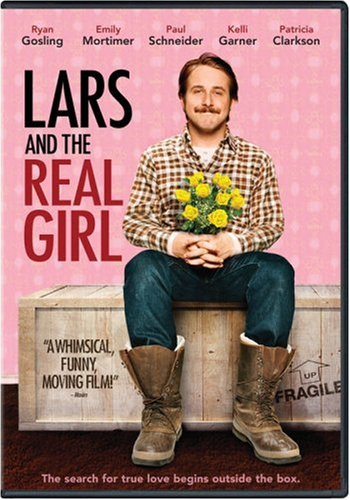 Ryan Gosling
Emily Mortimer
Paul Schneider
Kelli Garner
Patricia Clarkson
LARS
AND THE
REAL
GIRL
"A WHIMSICAL,
FUNNY,
MOVING FILM!"
UP
FRAGILE
The search for true love begins outside the box.